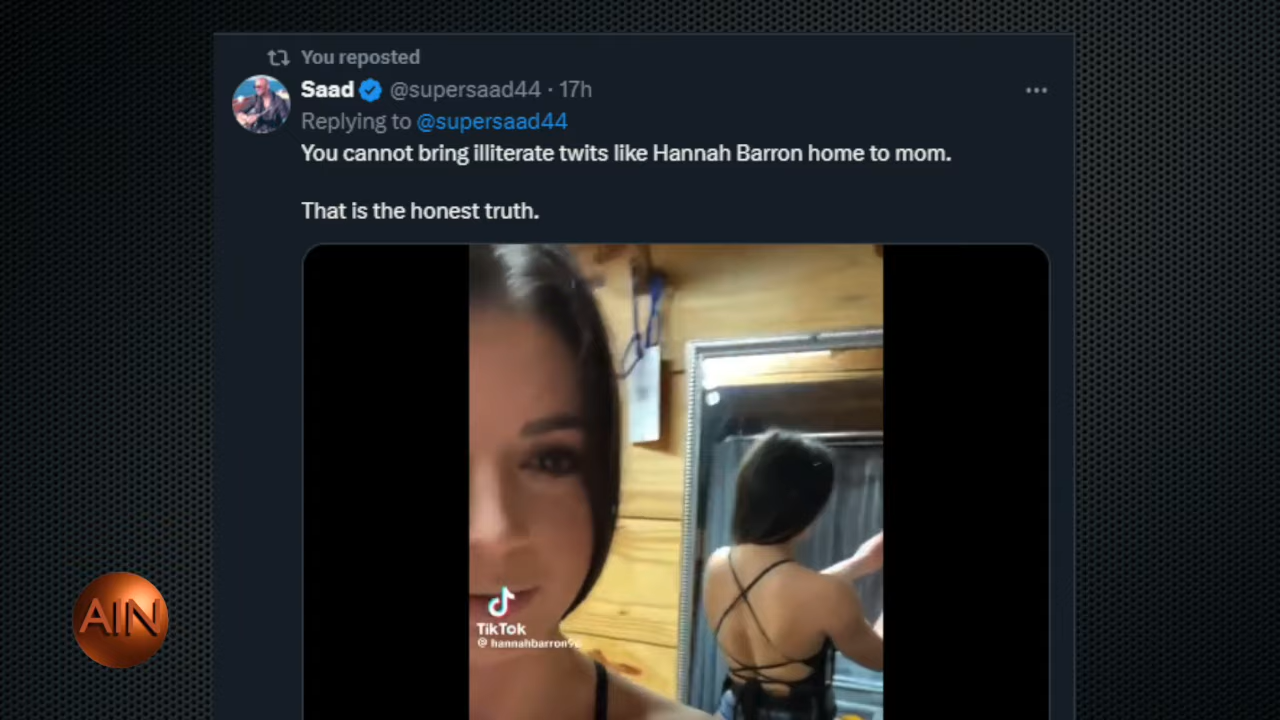 You reposted
Saad @supersaad44 · 17h
Replying to @supersaad44
You cannot bring illiterate twits like Hannah Barron home to mom.
That is the honest truth.
TikTok
AIN